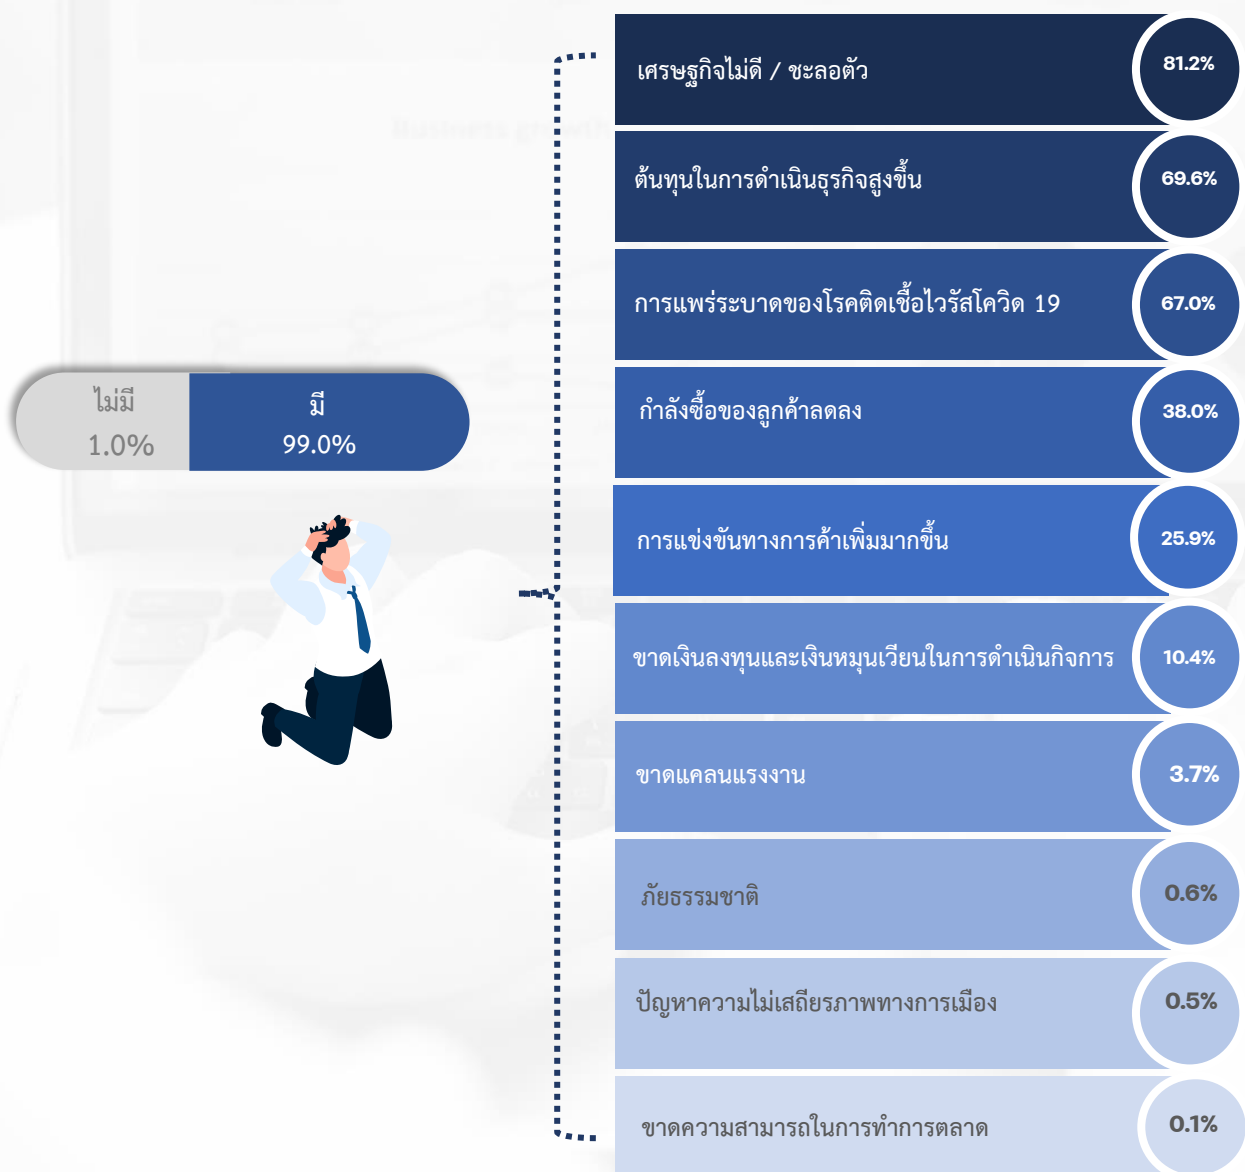 ไม่มี
1.0%
มี
99.0%
เศรษฐกิจไม่ดี / ชะลอตัว
81.2%
ต้นทุนในการดำเนินธุรกิจสูงขึ้น
69.6%
การแพร่ระบาดของโรคติดเชื้อไวรัสโควิด 19
67.0%
กำลังซื้อของลูกค้าลดลง
38.0%
การแข่งขันทางการค้าเพิ่มมากขึ้น
25.9%
ขาดเงินลงทุนและเงินหมุนเวียนในการดำเนินกิจการ
10.4%
ขาดแคลนแรงงาน
3.7%
ภัยธรรมชาติ
0.6%
ปัญหาความไม่เสถียรภาพทางการเมือง
0.5%
ขาดความสามารถในการทำการตลาด
0.1%
Business growth